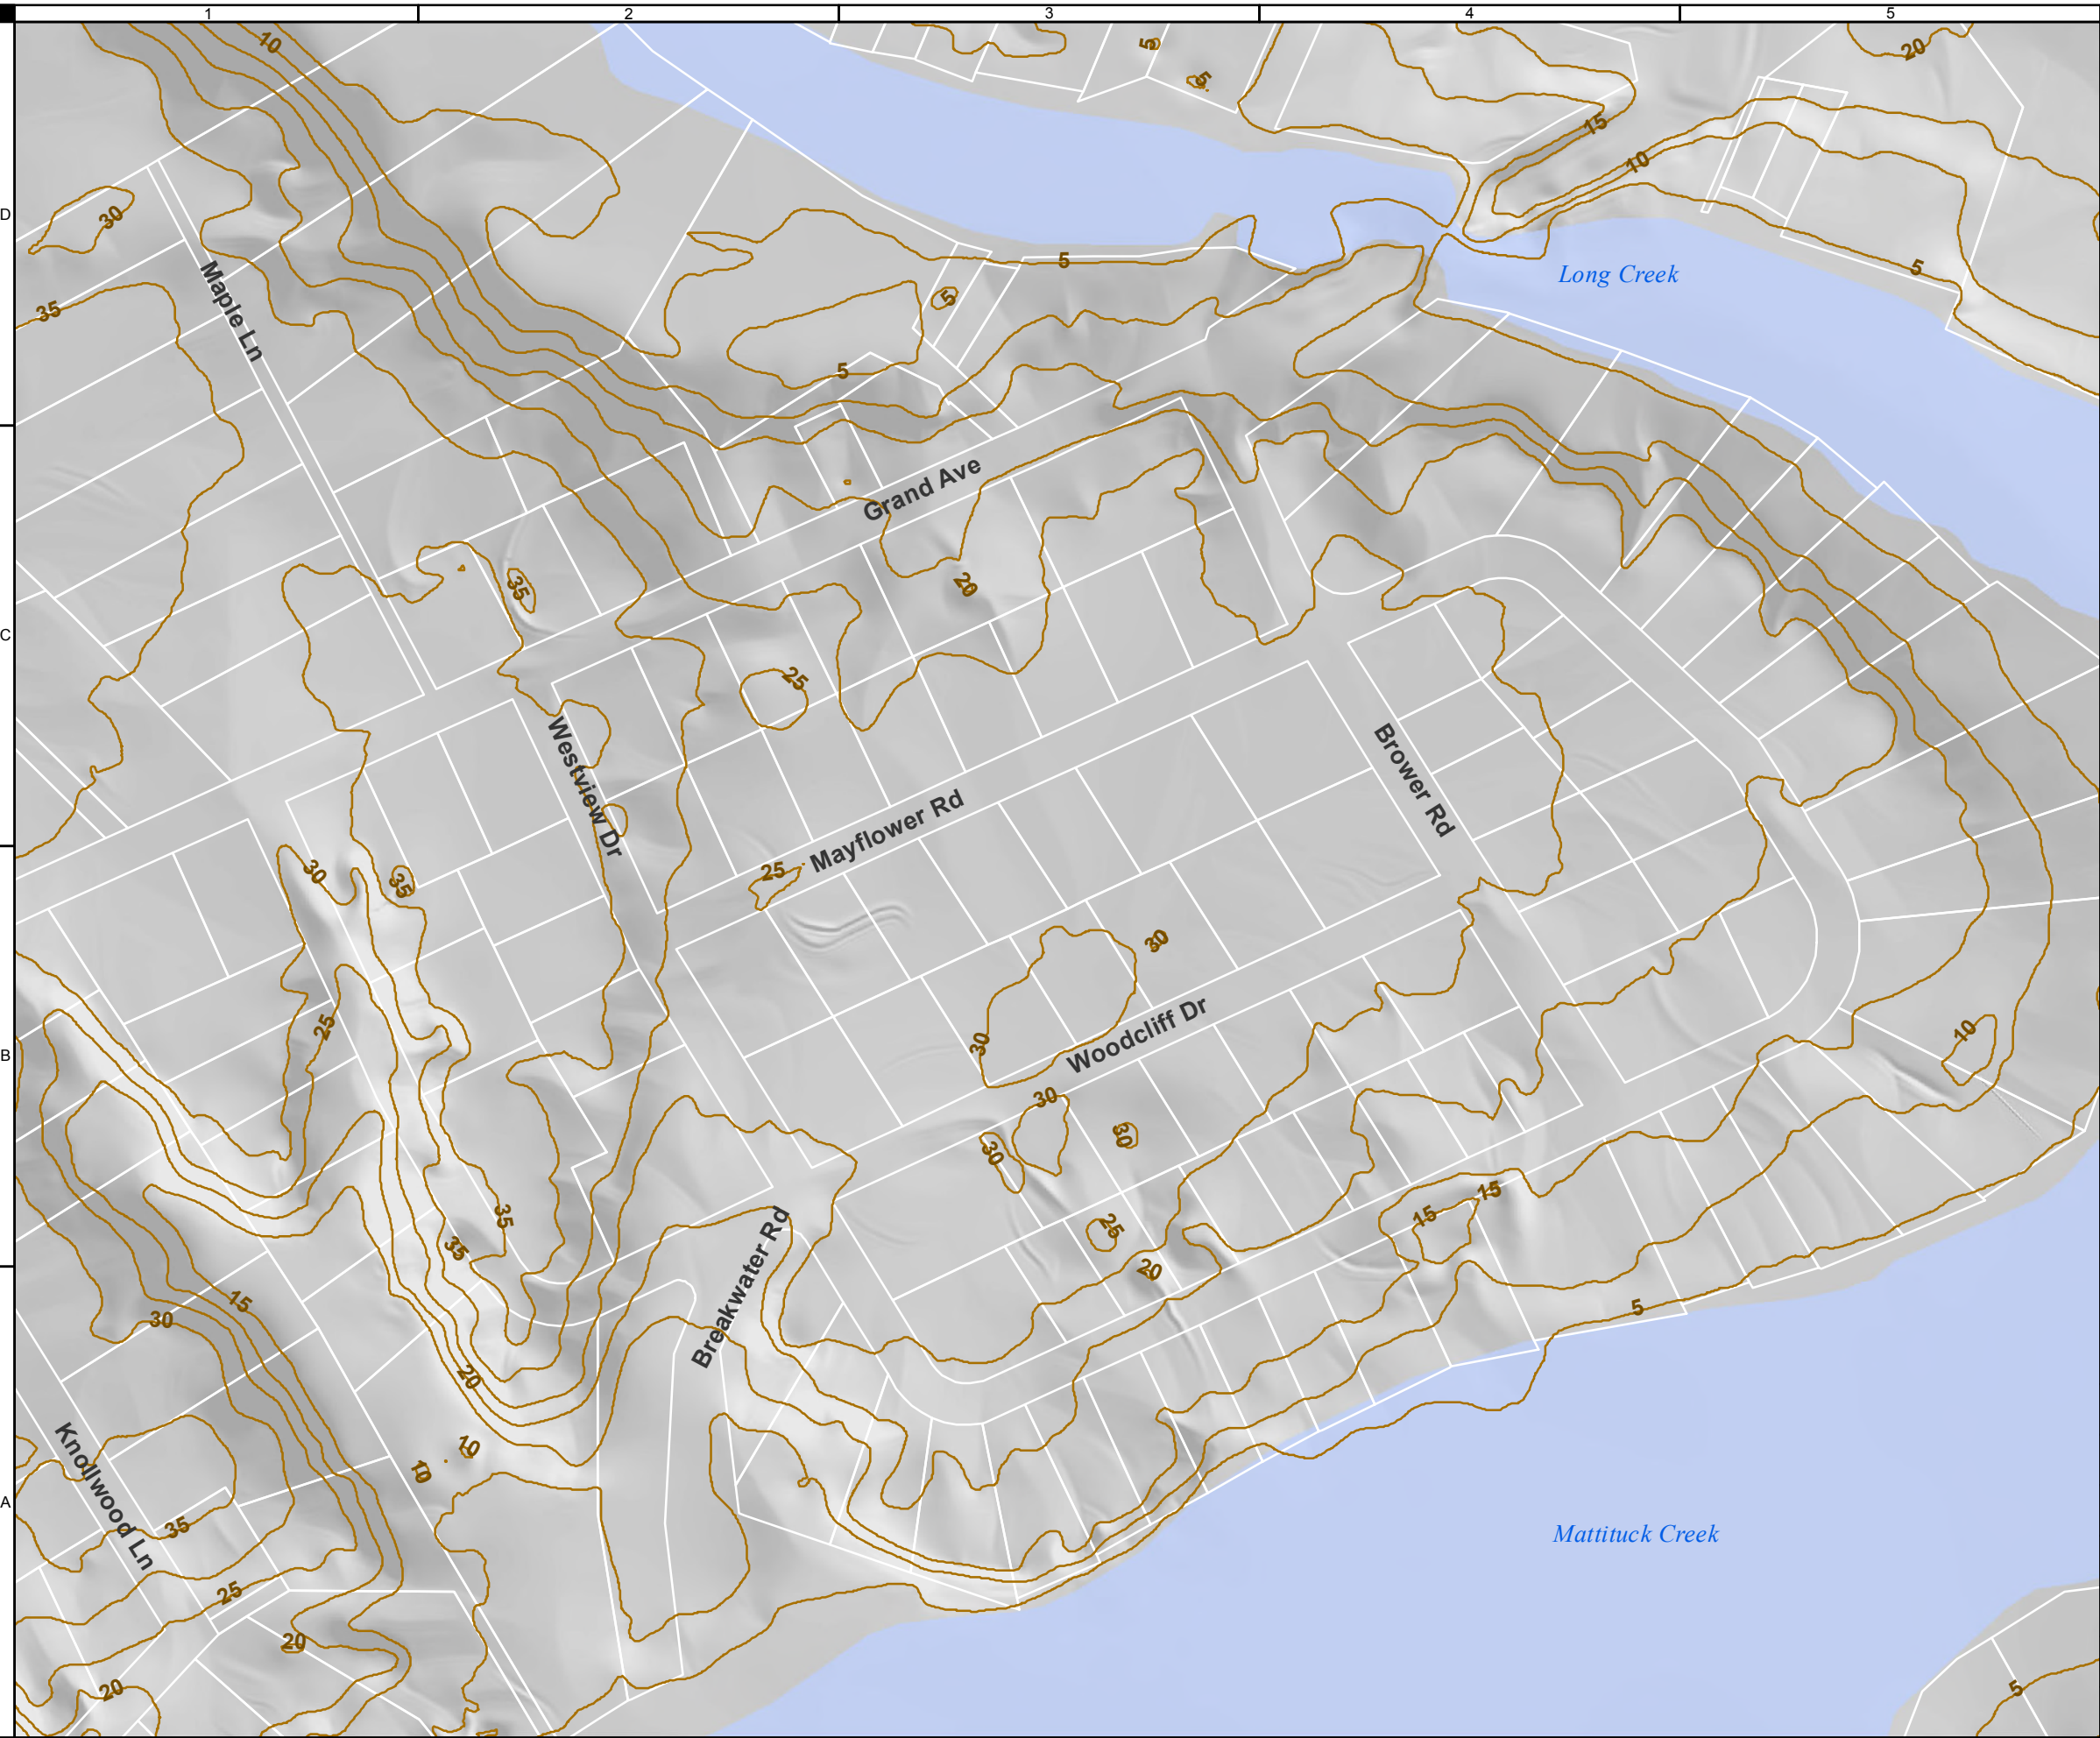 1 2 3 4 5
10
5
20
5
15
10
D
30
35
Maple Ln
5
5
Long Creek
5
5
Grand Ave
35
20
C
25
Westview Dr
Brower Rd
Mayflower Rd
30
35
25
30
25
30
Woodcliff Dr
10
B
30
30
30
35
15
15
25
35
20
Breakwater Rd
15
30
5
20
10
10
Knollwood Ln
35
A
Mattituck Creek
25
20
20
5